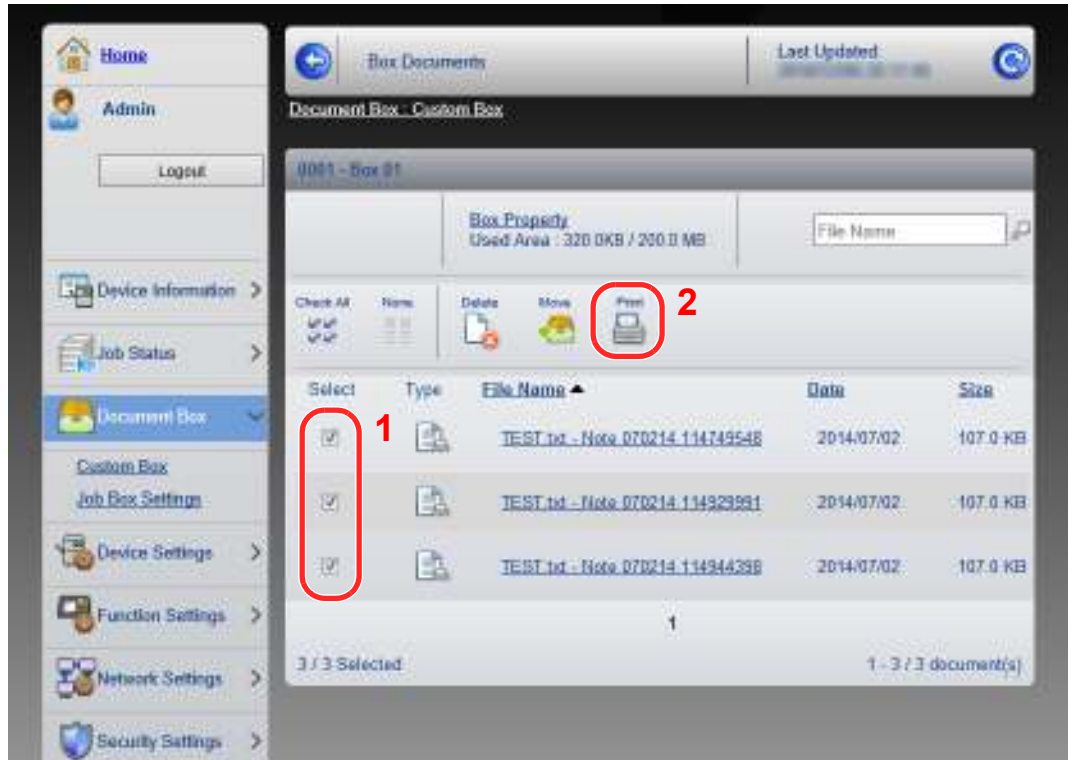 Home
Admin
Logout
Device Information
Job Status
Document Box
Custom Box
Job Box Settings
Device Settings
Function Settings
Network Settings
Security Settings
Box Documents
Last Updated
Document Box : Custom Box
0001 - Box 01
Box Property
Used Area : 320.0KB / 200.0 MB
File Name
Check All None Delete Move Print 2
Select Type File Name Date Size
1
TEST.txt - Note 070214 114749548 2014/07/02 107.0 KB
TEST.txt - Note 070214 114929991 2014/07/02 107.0 KB
TEST.txt - Note 070214 114944398 2014/07/02 107.0 KB
1
3 / 3 Selected 1 - 3 / 3 document(s)